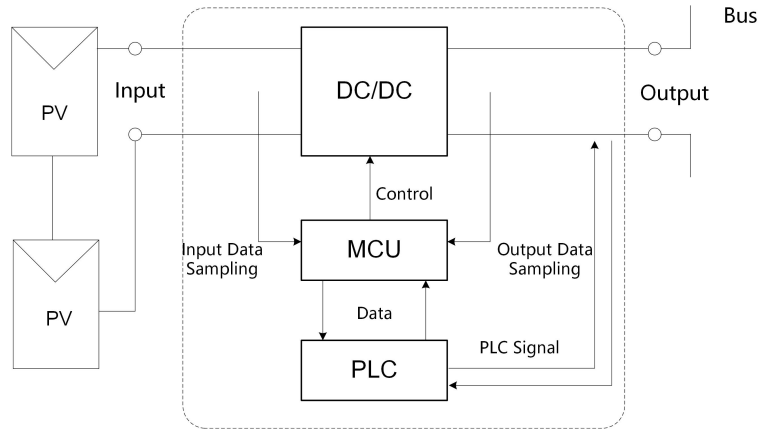 Bus
PV
Input
DC/DC
Output
Control
Input Data
Sampling
MCU
Output Data
Sampling
PV
Data
PLC
PLC Signal